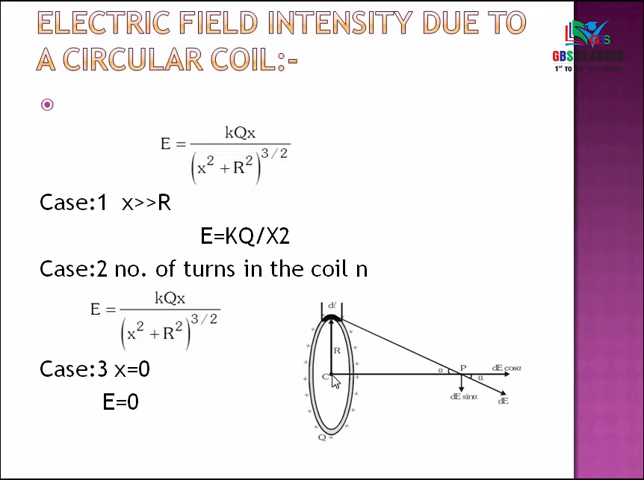 ELECTRIC FIELD INTENSITY DUE TO
A CIRCULAR COIL:-
GBS
E = kQx / (x² + R²)^3/2
Case:1 x>>R
E=KQ/X2
Case:2 no. of turns in the coil n
E = kQx / (x² + R²)^3/2
Case:3 x=0
E=0
dℓ
R
C
α
P
α
dE cosα
dE sinα
dE
Q